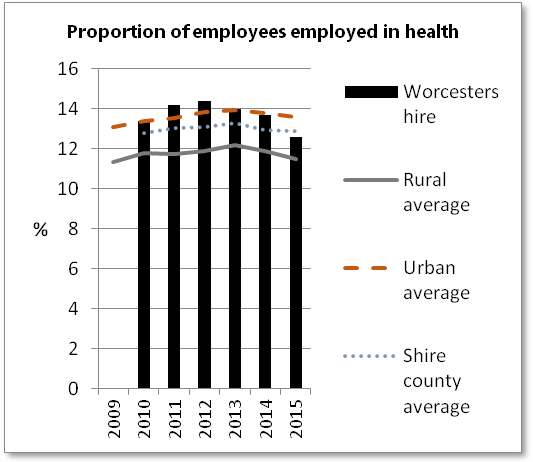 Proportion of employees employed in health
16
14
12
10
8
6
4
2
0
%
2009
2010
2011
2012
2013
2014
2015
Worcesters
hire
Rural
average
Urban
average
Shire
county
average